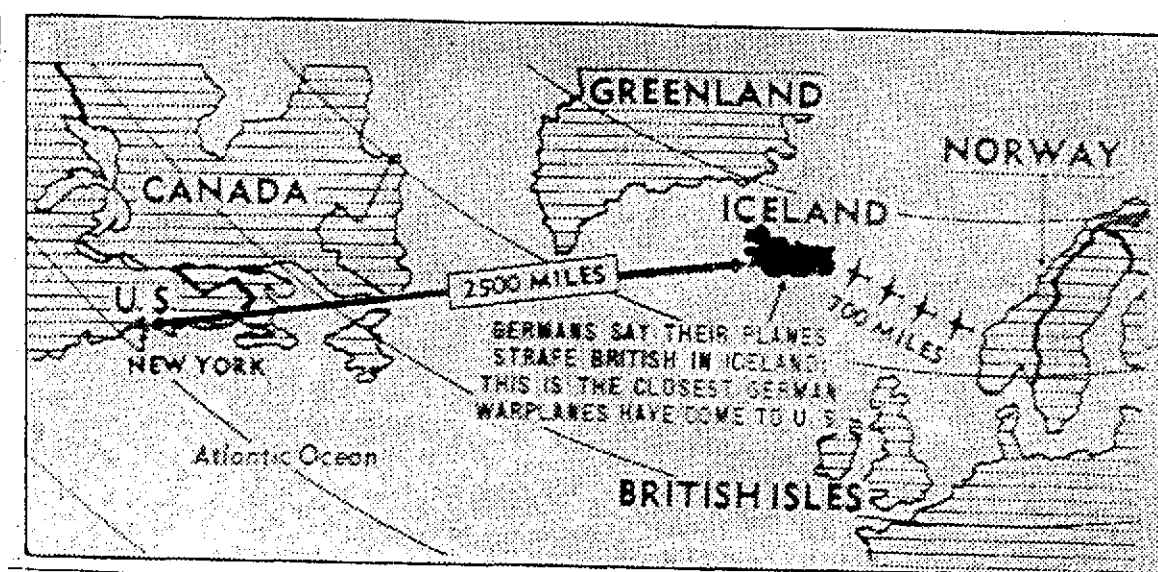 GREENLAND
NORWAY
CANADA
ICELAND
2500 MILES
700 MILES
U. S.
NEW YORK
GERMANS SAY THEIR PLANES
STRAFE BRITISH IN ICELAND;
THIS IS THE CLOSEST GERMAN
WARPLANES HAVE COME TO U. S.
Atlantic Ocean
BRITISH ISLES